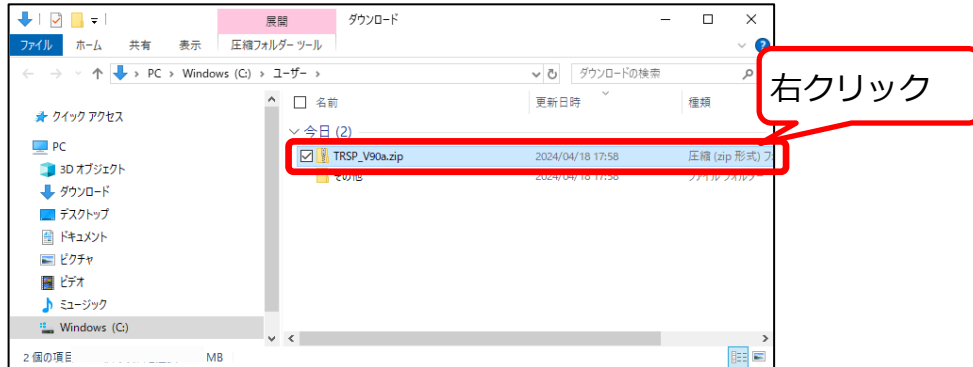 展開
ダウンロード
ファイル ホーム 共有 表示 圧縮フォルダー ツール
PC › Windows (C:) › ユーザー ›
ダウンロードの検索
右クリック
名前 更新日時 種類
クイック アクセス
今日 (2)
PC
TRSP_V90a.zip 2024/04/18 17:58 圧縮 (zip 形式) フ
3D オブジェクト
その他 2024/04/18 17:58 ファイル フォルダー
ダウンロード
デスクトップ
ドキュメント
ピクチャ
ビデオ
ミュージック
Windows (C:)
2 個の項目 MB